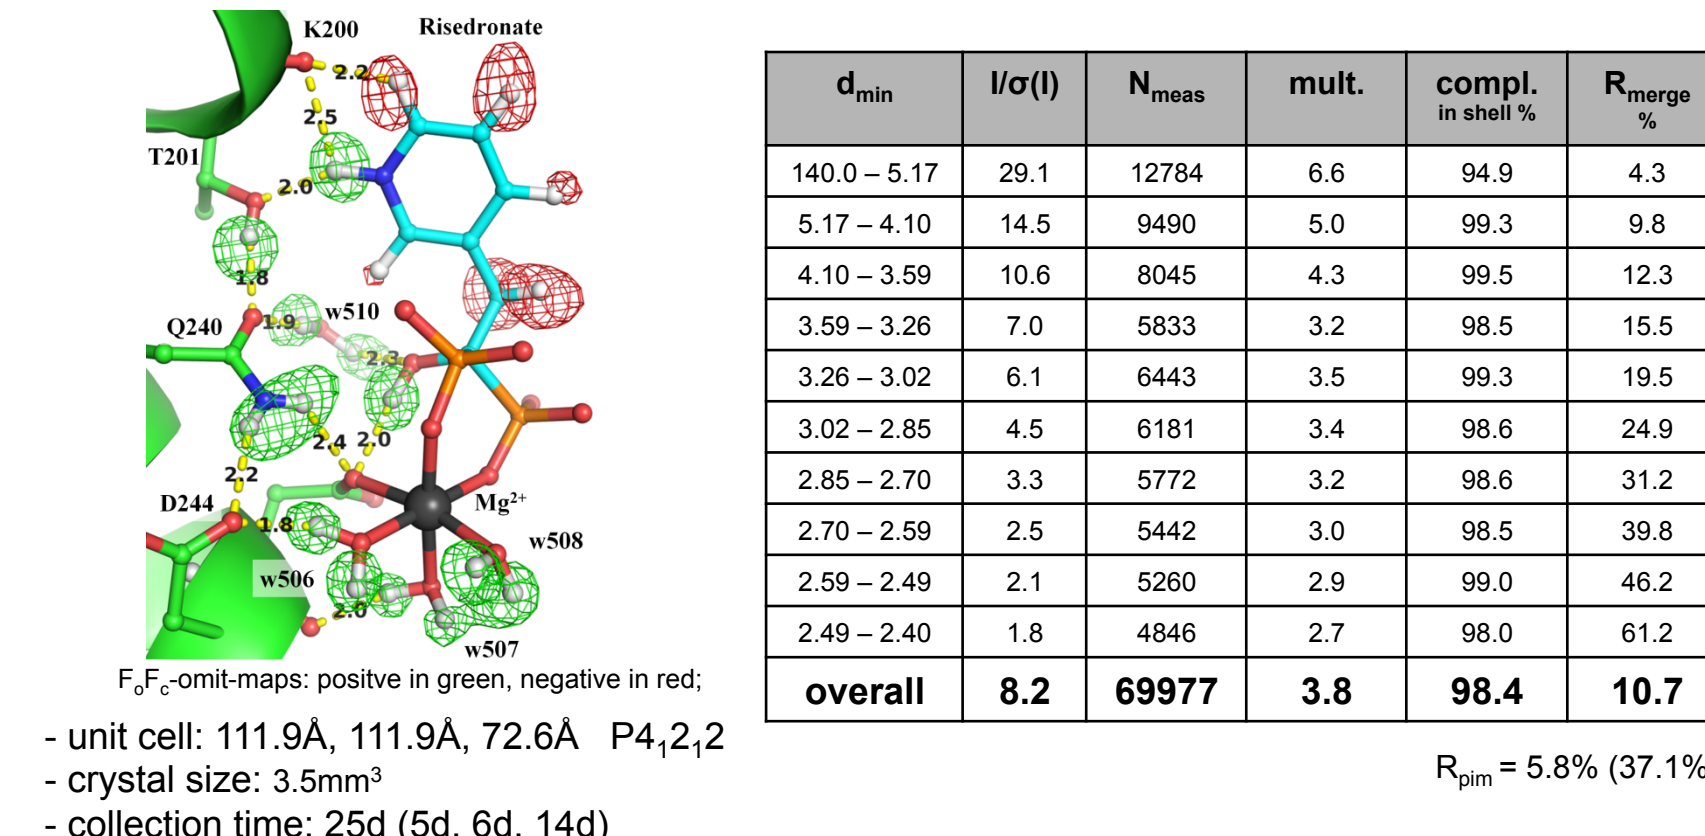 K200 Risedronate
2.2
2.5
T201
2.0
1.8
w510
1.9
Q240
2.3
2.4 2.0
2.2
D244
Mg²⁺
1.8
w508
w506
2.0
w507
FₒF꜀-omit-maps: positve in green, negative in red;
- unit cell: 111.9Å, 111.9Å, 72.6Å P4₁2₁2
- crystal size: 3.5mm³
- collection time: 25d (5d, 6d, 14d)
dmin I/σ(I) Nmeas mult. compl. Rmerge
in shell % %
140.0 – 5.17 29.1 12784 6.6 94.9 4.3
5.17 – 4.10 14.5 9490 5.0 99.3 9.8
4.10 – 3.59 10.6 8045 4.3 99.5 12.3
3.59 – 3.26 7.0 5833 3.2 98.5 15.5
3.26 – 3.02 6.1 6443 3.5 99.3 19.5
3.02 – 2.85 4.5 6181 3.4 98.6 24.9
2.85 – 2.70 3.3 5772 3.2 98.6 31.2
2.70 – 2.59 2.5 5442 3.0 98.5 39.8
2.59 – 2.49 2.1 5260 2.9 99.0 46.2
2.49 – 2.40 1.8 4846 2.7 98.0 61.2
overall 8.2 69977 3.8 98.4 10.7
Rpim = 5.8% (37.1%